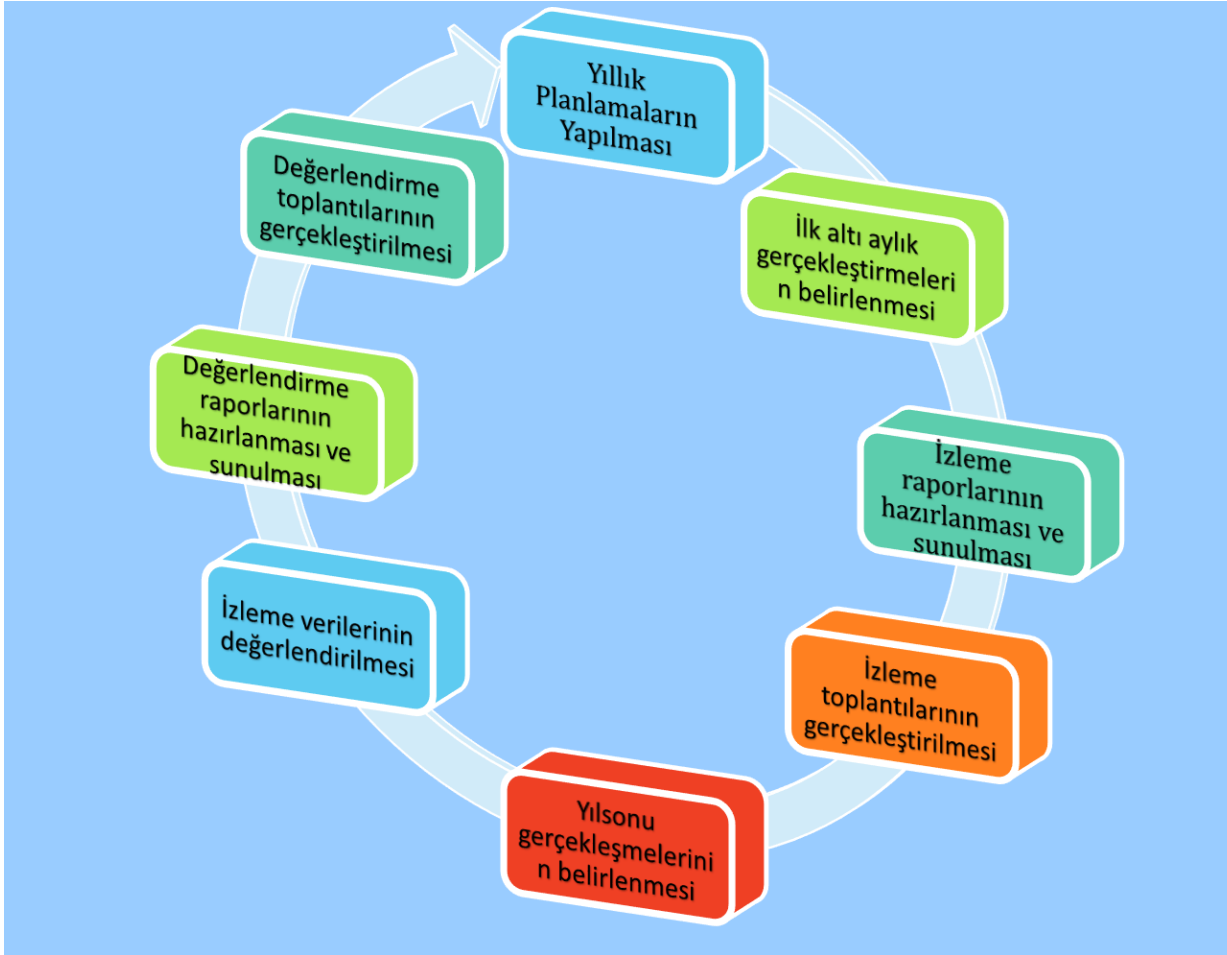 Yıllık
Planlamaların
Yapılması
İlk altı aylık
gerçekleştirmeleri
n belirlenmesi
İzleme
raporlarının
hazırlanması ve
sunulması
İzleme
toplantılarının
gerçekleştirilmesi
Yılsonu
gerçekleşmelerini
n belirlenmesi
İzleme verilerinin
değerlendirilmesi
Değerlendirme
raporlarının
hazırlanması ve
sunulması
Değerlendirme
toplantılarının
gerçekleştirilmesi